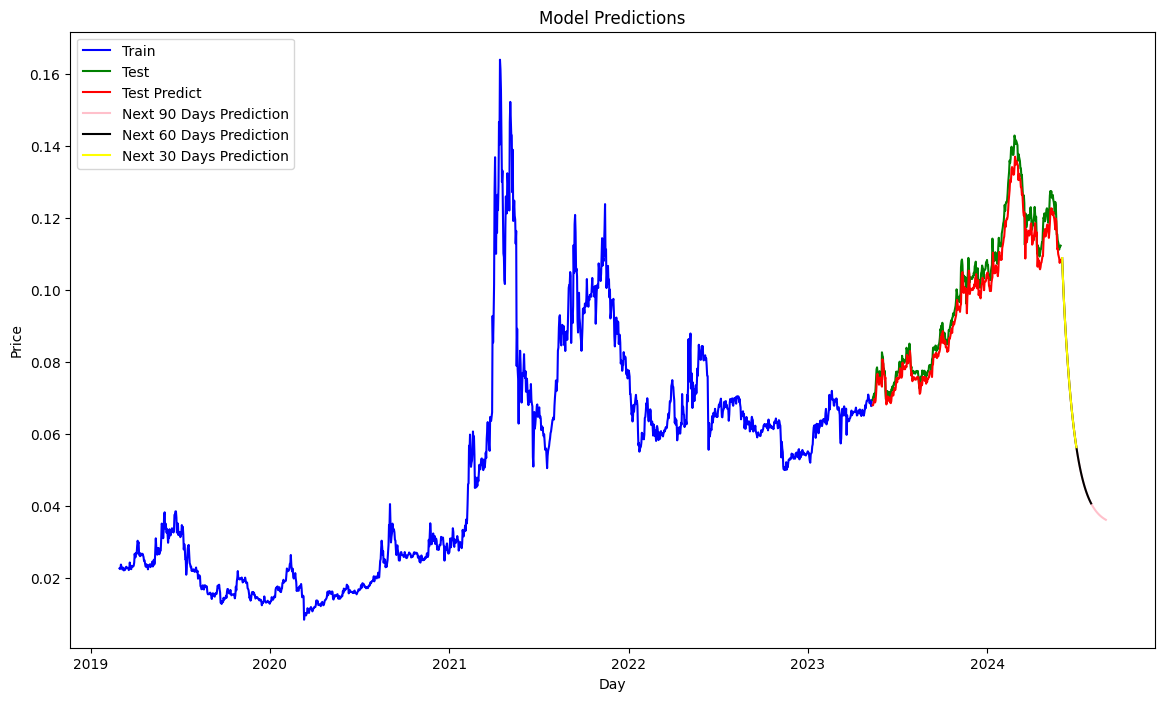 Model Predictions
Train
Test
Test Predict
Next 90 Days Prediction
Next 60 Days Prediction
Next 30 Days Prediction
0.16
0.14
0.12
0.10
0.08
0.06
0.04
0.02
Price
2019 2020 2021 2022 2023 2024
Day